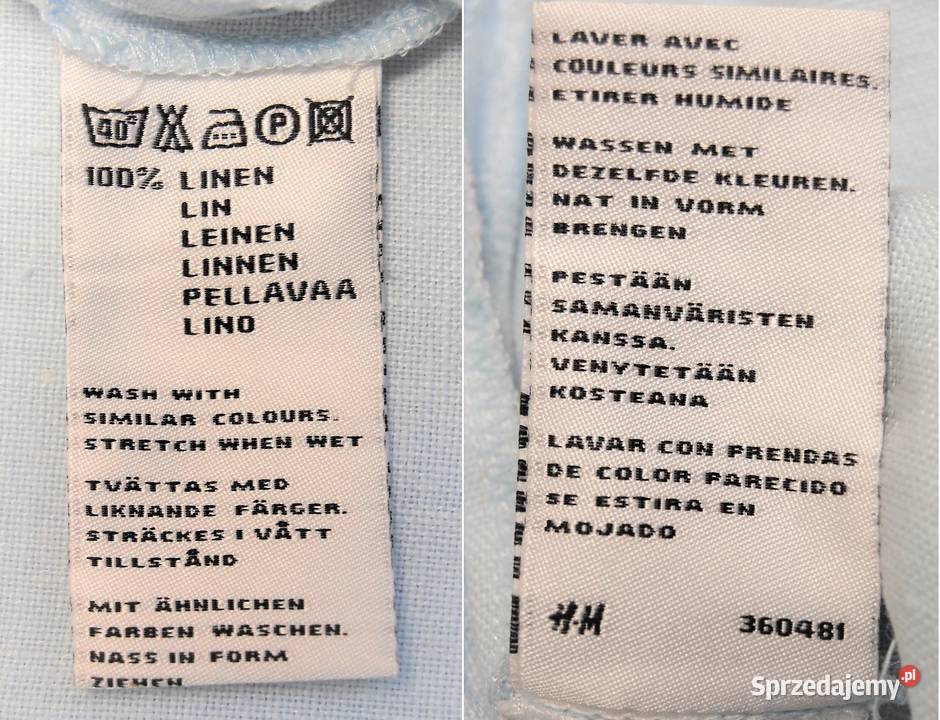 40°
P
100% LINEN
LIN
LEINEN
LINNEN
PELLAVAA
LINO
WASH WITH
SIMILAR COLOURS.
STRETCH WHEN WET
TVÄTTAS MED
LIKNANDE FÄRGER.
STRÄCKES I VÅTT
TILLSTÅND
MIT ÄHNLICHEN
FARBEN WASCHEN.
NASS IN FORM
ZIEHEN
LAVER AVEC
COULEURS SIMILAIRES.
ETIRER HUMIDE
WASSEN MET
DEZELFDE KLEUREN.
NAT IN VORM
BRENGEN
PESTÄÄN
SAMANVÄRISTEN
KANSSA.
VENYTETÄÄN
KOSTEANA
LAVAR CON PRENDAS
DE COLOR PARECIDO
SE ESTIRA EN
MOJADO
H·M 360481
Sprzedajemy.pl